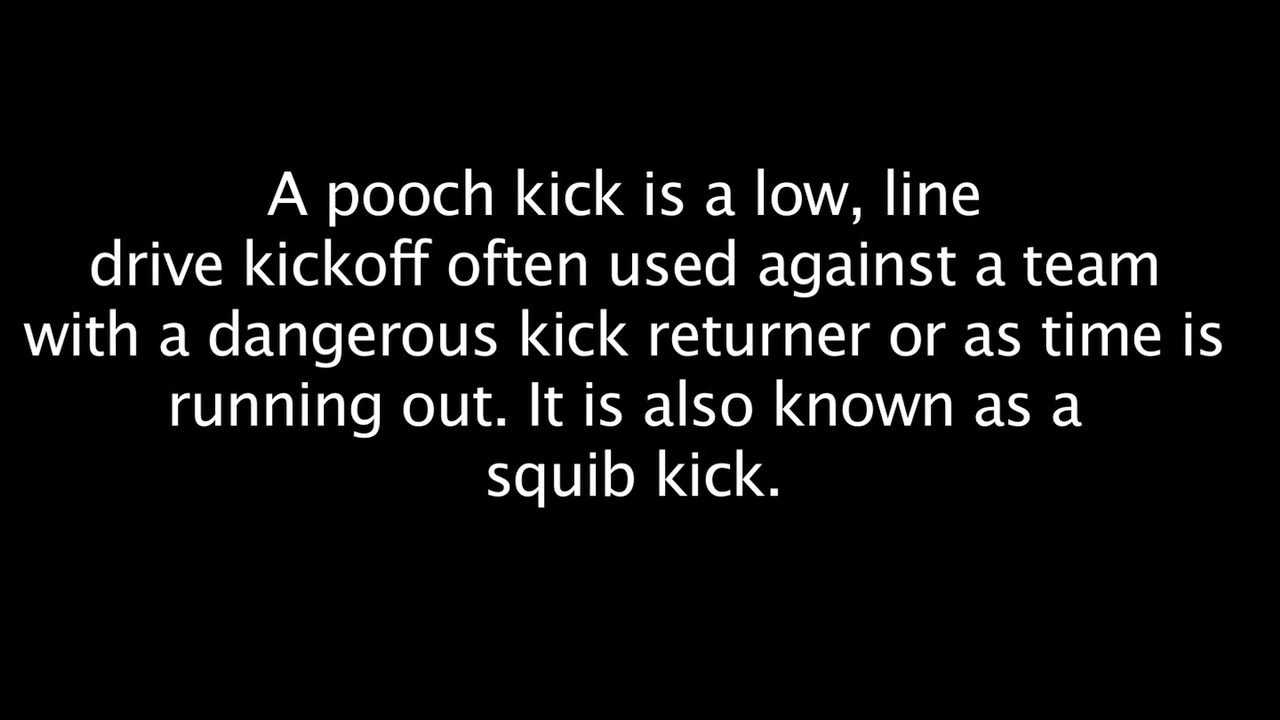 A pooch kick is a low, line
drive kickoff often used against a team
with a dangerous kick returner or as time is
running out. It is also known as a
squib kick.